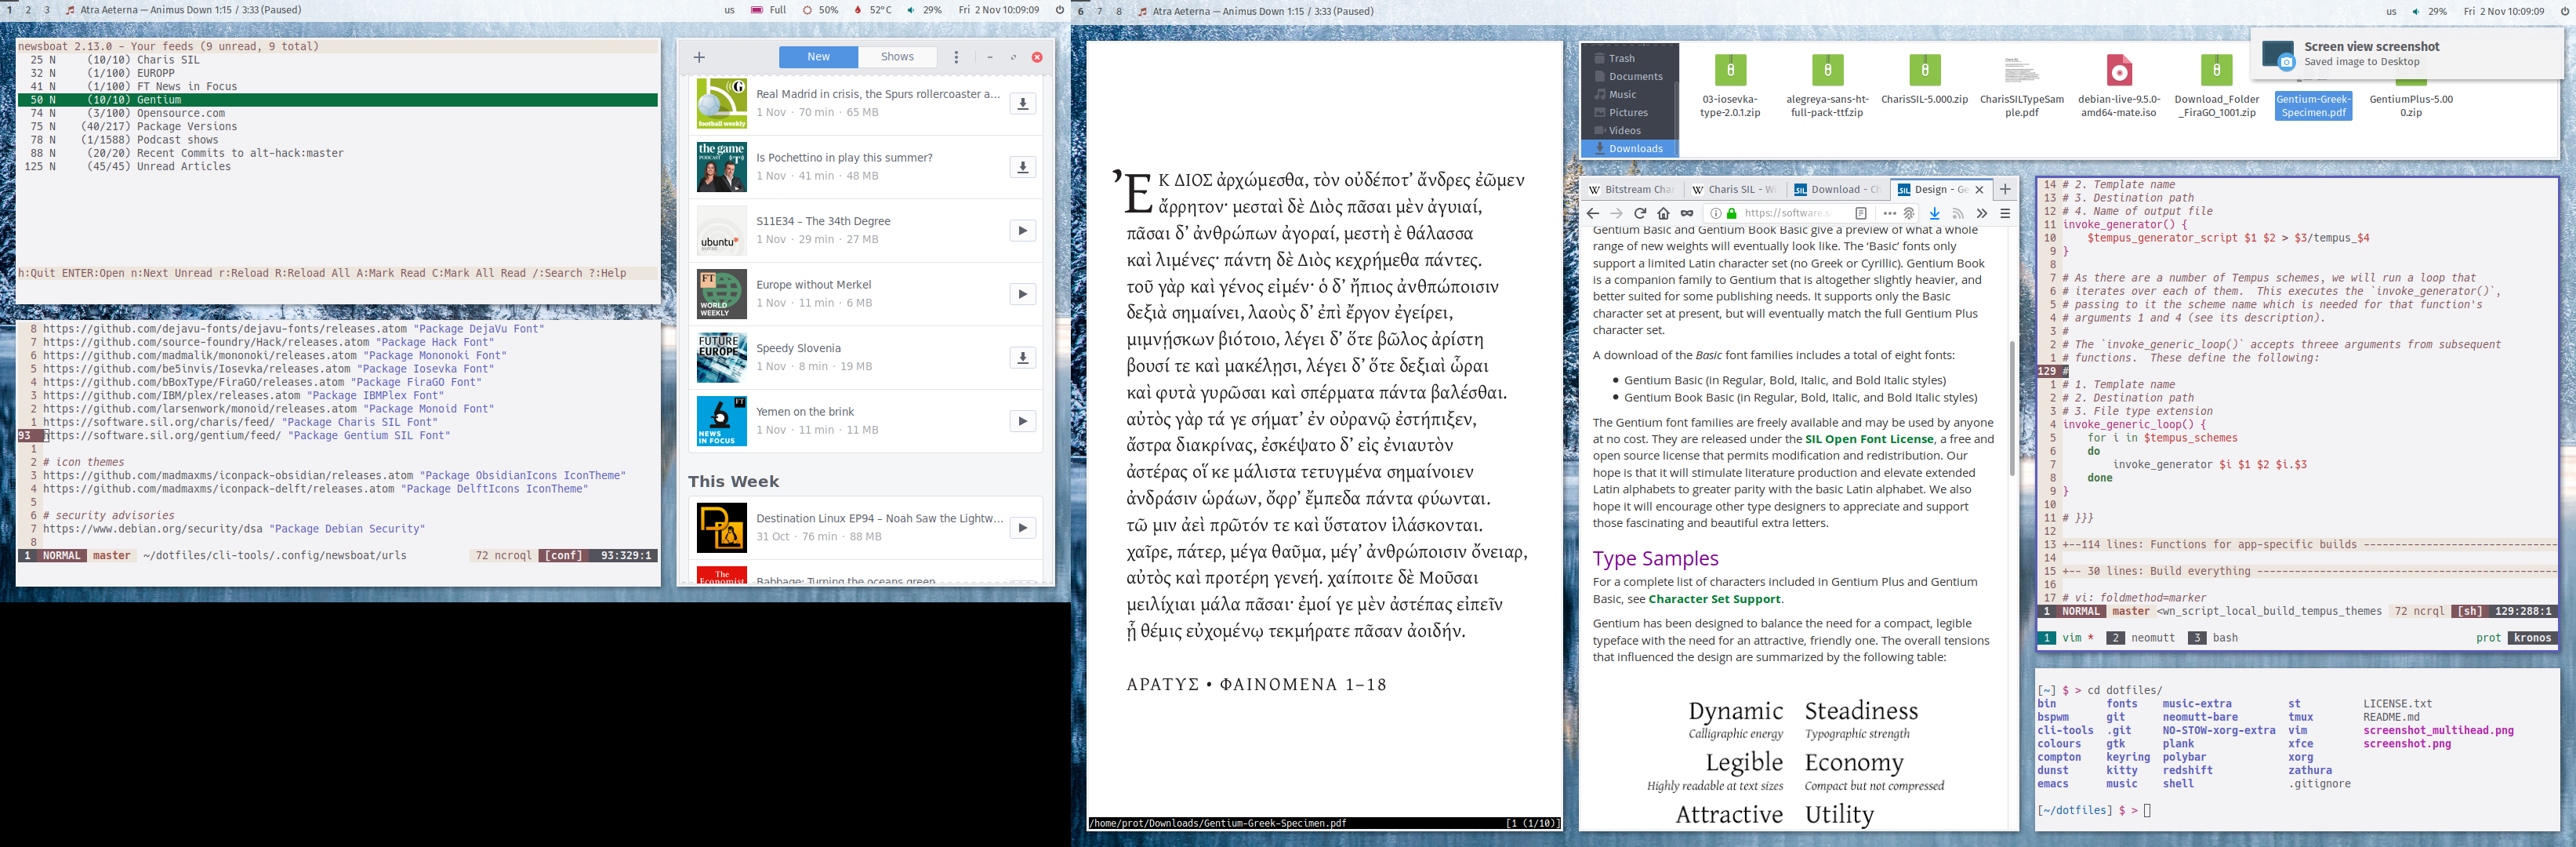 1 2 3 Atra Aeterna — Animus Down 1:15 / 3:33 (Paused)
us Full 50% 52°C 29% Fri 2 Nov 10:09:09
newsboat 2.13.0 - Your feeds (9 unread, 9 total)
25 N (10/10) Charis SIL
32 N (1/100) EUROPP
41 N (1/100) FT News in Focus
50 N (10/10) Gentium
74 N (3/100) Opensource.com
75 N (40/217) Package Versions
78 N (1/1588) Podcast shows
88 N (20/20) Recent Commits to alt-hack:master
125 N (45/45) Unread Articles
h:Quit ENTER:Open n:Next Unread r:Reload R:Reload All A:Mark Read C:Mark All Read /:Search ?:Help
8 https://github.com/dejavu-fonts/dejavu-fonts/releases.atom "Package DejaVu Font"
7 https://github.com/source-foundry/Hack/releases.atom "Package Hack Font"
6 https://github.com/madmalik/mononoki/releases.atom "Package Mononoki Font"
5 https://github.com/be5invis/Iosevka/releases.atom "Package Iosevka Font"
4 https://github.com/bBoxType/FiraGO/releases.atom "Package FiraGO Font"
3 https://github.com/IBM/plex/releases.atom "Package IBMPlex Font"
2 https://github.com/larsenwork/monoid/releases.atom "Package Monoid Font"
1 https://software.sil.org/charis/feed/ "Package Charis SIL Font"
93 https://software.sil.org/gentium/feed/ "Package Gentium SIL Font"
1
2 # icon themes
3 https://github.com/madmaxms/iconpack-obsidian/releases.atom "Package ObsidianIcons IconTheme"
4 https://github.com/madmaxms/iconpack-delft/releases.atom "Package DelftIcons IconTheme"
5
6 # security advisories
7 https://www.debian.org/security/dsa "Package Debian Security"
8
1 NORMAL master ~/dotfiles/cli-tools/.config/newsboat/urls 72 ncroql [conf] 93:329:1
New Shows
football weekly
Real Madrid in crisis, the Spurs rollercoaster a...
1 Nov · 70 min · 65 MB
the game
PODCAST
Is Pochettino in play this summer?
1 Nov · 41 min · 48 MB
ubuntu
S11E34 – The 34th Degree
1 Nov · 29 min · 27 MB
FT
WORLD WEEKLY
Europe without Merkel
1 Nov · 11 min · 6 MB
FUTURE EUROPE
Speedy Slovenia
1 Nov · 8 min · 19 MB
FT
NEWS IN FOCUS
Yemen on the brink
1 Nov · 11 min · 11 MB
This Week
Destination Linux EP94 – Noah Saw the Lightw...
31 Oct · 76 min · 88 MB
The Economist
Babbage: Turning the oceans green
6 7 8 Atra Aeterna — Animus Down 1:15 / 3:33 (Paused)
us 29% Fri 2 Nov 10:09:09
ἘΚ ΔΙΟΣ ἀρχώμεσθα, τὸν οὐδέποτ’ ἄνδρες ἐῶμεν
ἄρρητον· μεσταὶ δὲ Διὸς πᾶσαι μὲν ἀγυιαί,
πᾶσαι δ’ ἀνθρώπων ἀγοραί, μεστὴ ἐ θάλασσα
καὶ λιμένες· πάντη δὲ Διὸς κεχρήμεθα πάντες.
τοῦ γὰρ καὶ γένος εἰμέν· ὁ δ’ ἤπιος ἀνθπώποισιν
δεξιὰ σημαίνει, λαοὺς δ’ ἐπὶ ἔργον ἐγείρει,
μιμνήσκων βιότοιο, λέγει δ’ ὅτε βῶλος ἀρίστη
βουσί τε καὶ μακέλῃσι, λέγει δ’ ὅτε δεξιαὶ ὧραι
καὶ φυτὰ γυρῶσαι καὶ σπέρματα πάντα βαλέσθαι.
αὐτὸς γὰρ τά γε σήματ’ ἐν οὐρανῷ ἐστήπιξεν,
ἄστρα διακρίνας, ἐσκέψατο δ’ εἰς ἐνιαυτὸν
ἀστέρας οἵ κε μάλιστα τετυγμένα σημαίνοιεν
ἀνδράσιν ὡράων, ὄφρ’ ἔμπεδα πάντα φύωνται.
τῶ μιν ἀεὶ πρῶτόν τε καὶ ὕστατον ἱλάσκονται.
χαῖρε, πάτερ, μέγα θαῦμα, μέγ’ ἀνθρώποισιν ὄνειαρ,
αὐτὸς καὶ προτέρη γενεή. χαίποιτε δὲ Μοῦσαι
μειλίχιαι μάλα πᾶσαι· ἐμοί γε μὲν ἀστέπας εἰπεῖν
ᾗ θέμις εὐχομένῳ τεκμήρατε πᾶσαν ἀοιδήν.
ΑΡΑΤΥΣ • ΦΑΙΝΟΜΕΝΑ 1–18
/home/prot/Downloads/Gentium-Greek-Specimen.pdf [1 (1/10)]
Trash
Documents
Music
Pictures
Videos
Downloads
03-iosevka-type-2.0.1.zip
alegreya-sans-ht-full-pack-ttf.zip
CharisSIL-5.000.zip
CharisSILTypeSample.pdf
debian-live-9.5.0-amd64-mate.iso
Download_Folder_FiraGO_1001.zip
Gentium-Greek-Specimen.pdf
GentiumPlus-5.000.zip
Screen view screenshot
Saved image to Desktop
Bitstream Char Charis SIL - Wi Download - Ch Design - Ge
https://software.s
Gentium Basic and Gentium Book Basic give a preview of what a whole
range of new weights will eventually look like. The ‘Basic’ fonts only
support a limited Latin character set (no Greek or Cyrillic). Gentium Book
is a companion family to Gentium that is altogether slightly heavier, and
better suited for some publishing needs. It supports only the Basic
character set at present, but will eventually match the full Gentium Plus
character set.
A download of the Basic font families includes a total of eight fonts:
• Gentium Basic (in Regular, Bold, Italic, and Bold Italic styles)
• Gentium Book Basic (in Regular, Bold, Italic, and Bold Italic styles)
The Gentium font families are freely available and may be used by anyone
at no cost. They are released under the SIL Open Font License, a free and
open source license that permits modification and redistribution. Our
hope is that it will stimulate literature production and elevate extended
Latin alphabets to greater parity with the basic Latin alphabet. We also
hope it will encourage other type designers to appreciate and support
those fascinating and beautiful extra letters.
Type Samples
For a complete list of characters included in Gentium Plus and Gentium
Basic, see Character Set Support.
Gentium has been designed to balance the need for a compact, legible
typeface with the need for an attractive, friendly one. The overall tensions
that influenced the design are summarized by the following table:
Dynamic Steadiness
Calligraphic energy Typographic strength
Legible Economy
Highly readable at text sizes Compact but not compressed
Attractive Utility
14 # 2. Template name
13 # 3. Destination path
12 # 4. Name of output file
11 invoke_generator() {
10 $tempus_generator_script $1 $2 > $3/tempus_$4
9 }
8
7 # As there are a number of Tempus schemes, we will run a loop that
6 # iterates over each of them. This executes the `invoke_generator()`,
5 # passing to it the scheme name which is needed for that function's
4 # arguments 1 and 4 (see its description).
3 #
2 # The `invoke_generic_loop()` accepts threee arguments from subsequent
1 # functions. These define the following:
129 #
1 # 1. Template name
2 # 2. Destination path
3 # 3. File type extension
4 invoke_generic_loop() {
5 for i in $tempus_schemes
6 do
7 invoke_generator $i $1 $2 $i.$3
8 done
9 }
10
11 # }}}
12
13 +--114 lines: Functions for app-specific builds ----------------------------
14
15 +-- 30 lines: Build everything ---------------------------------------------
16
17 # vi: foldmethod=marker
1 NORMAL master <wn_script_local_build_tempus_themes 72 ncrql [sh] 129:288:1
1 vim * 2 neomutt 3 bash prot kronos
[~] $ > cd dotfiles/
bin fonts music-extra st LICENSE.txt
bspwm git neomutt-bare tmux README.md
cli-tools .git NO-STOW-xorg-extra vim screenshot_multihead.png
colours gtk plank xfce screenshot.png
compton keyring polybar xorg
dunst kitty redshift zathura
emacs music shell .gitignore
[~/dotfiles] $ >